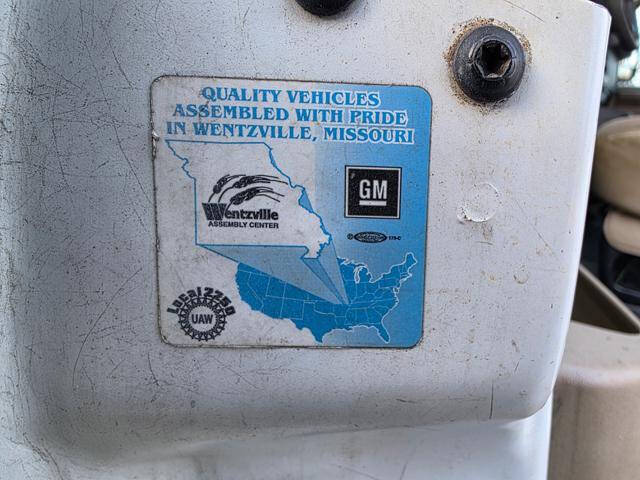 QUALITY VEHICLES
ASSEMBLED WITH PRIDE
IN WENTZVILLE, MISSOURI
Wentzville
ASSEMBLY CENTER
GM
Local 2250
UAW